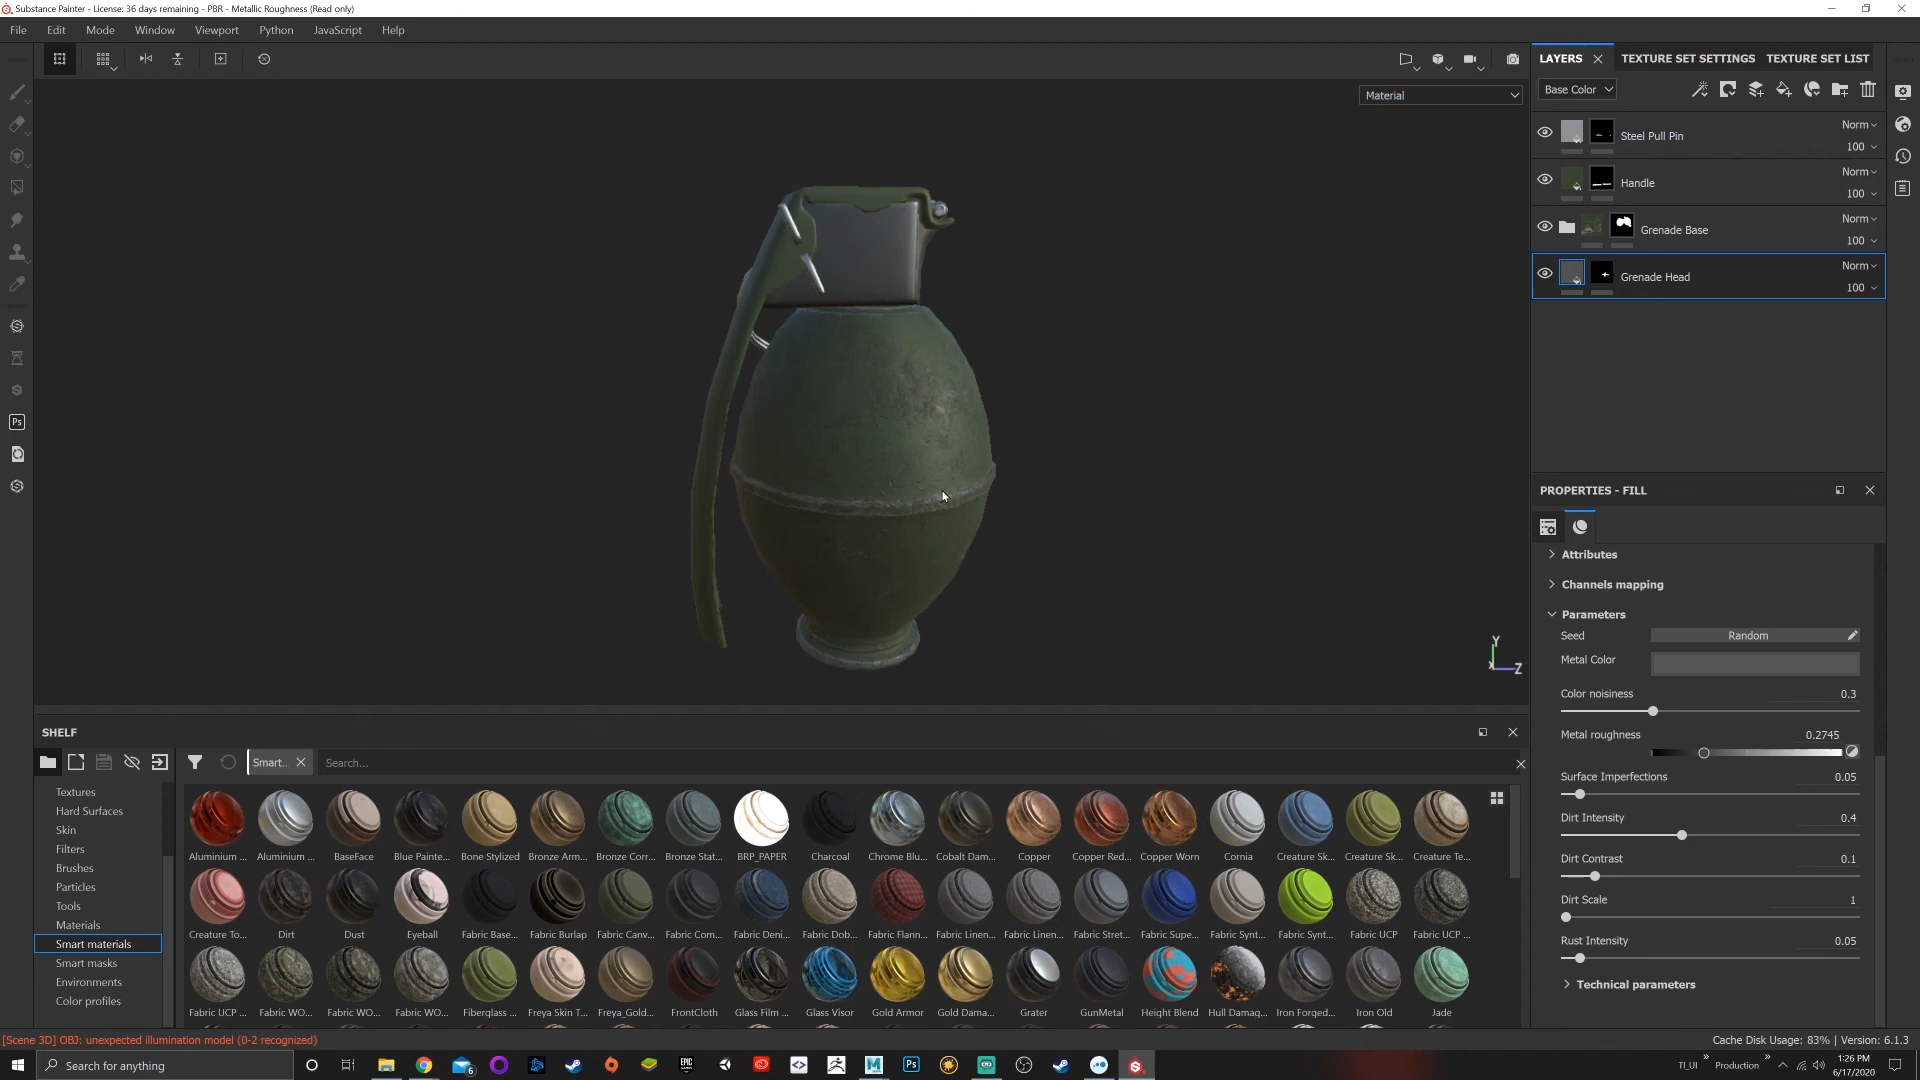 Substance Painter - License: 36 days remaining - PBR - Metallic Roughness (Read only)
File Edit Mode Window Viewport Python JavaScript Help
LAYERS TEXTURE SET SETTINGS TEXTURE SET LIST
Material
Base Color
Norm
Steel Pull Pin
100
Norm
Handle
100
Norm
Grenade Base
100
Norm
Grenade Head
100
PROPERTIES - FILL
Attributes
Channels mapping
Parameters
Seed Random
Metal Color
Color noisiness 0.3
Metal roughness 0.2745
Surface Imperfections 0.05
Dirt Intensity 0.4
Dirt Contrast 0.1
Dirt Scale 1
Rust Intensity 0.05
Technical parameters
Y
X Z
Ps
SHELF
Smart.. Search...
Textures
Hard Surfaces
Skin
Filters
Brushes
Particles
Tools
Materials
Smart materials
Smart masks
Environments
Color profiles
Aluminium ... Aluminium ... BaseFace Blue Painte... Bone Stylized Bronze Arm... Bronze Corr... Bronze Stat... BRP_PAPER Charcoal Chrome Blu... Cobalt Dam... Copper Copper Red... Copper Worn Cornia Creature Sk... Creature Sk... Creature Te...
Creature To... Dirt Dust Eyeball Fabric Base... Fabric Burlap Fabric Canv... Fabric Com... Fabric Deni... Fabric Dob... Fabric Flann... Fabric Linen... Fabric Linen... Fabric Stret... Fabric Supe... Fabric Synt... Fabric Synt... Fabric UCP Fabric UCP ...
Fabric UCP ... Fabric WO... Fabric WO... Fabric WO... Fiberglass ... Freya Skin T... Freya_Gold... FrontCloth Glass Film ... Glass Visor Gold Armor Gold Dama... Grater GunMetal Height Blend Hull Damag... Iron Forged... Iron Old Jade
[Scene 3D] OBJ: unexpected illumination model (0-2 recognized)
Cache Disk Usage: 83% | Version: 6.1.3
Search for anything
6
EPIC
Ps
TI_UI
Production
1:26 PM
6/17/2020